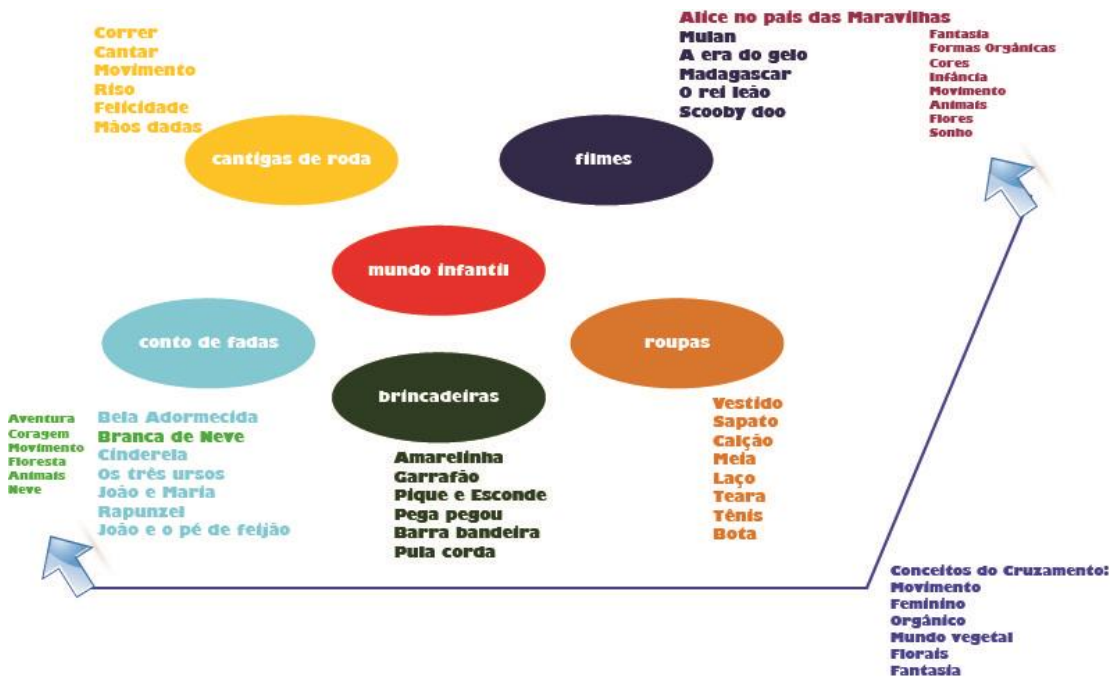 Correr
Cantar
Movimento
Riso
Felicidade
Mãos dadas
cantigas de roda
Alice no país das Maravilhas
Mulan
A era do gelo
Madagascar
O rei leão
Scooby doo
filmes
Fantasia
Formas Orgânicas
Cores
Infância
Movimento
Animais
Flores
Sonho
mundo infantil
conto de fadas
Aventura
Coragem
Movimento
Floresta
Animais
Neve
Bela Adormecida
Branca de Neve
Cinderela
Os três ursos
João e Maria
Rapunzel
João e o pé de feijão
brincadeiras
Amarelinha
Garrafão
Pique e Esconde
Pega pegou
Barra bandeira
Pula corda
roupas
Vestido
Sapato
Calção
Meia
Laço
Teara
Tênis
Bota
Conceitos do Cruzamento:
Movimento
Feminino
Orgânico
Mundo vegetal
Florais
Fantasia